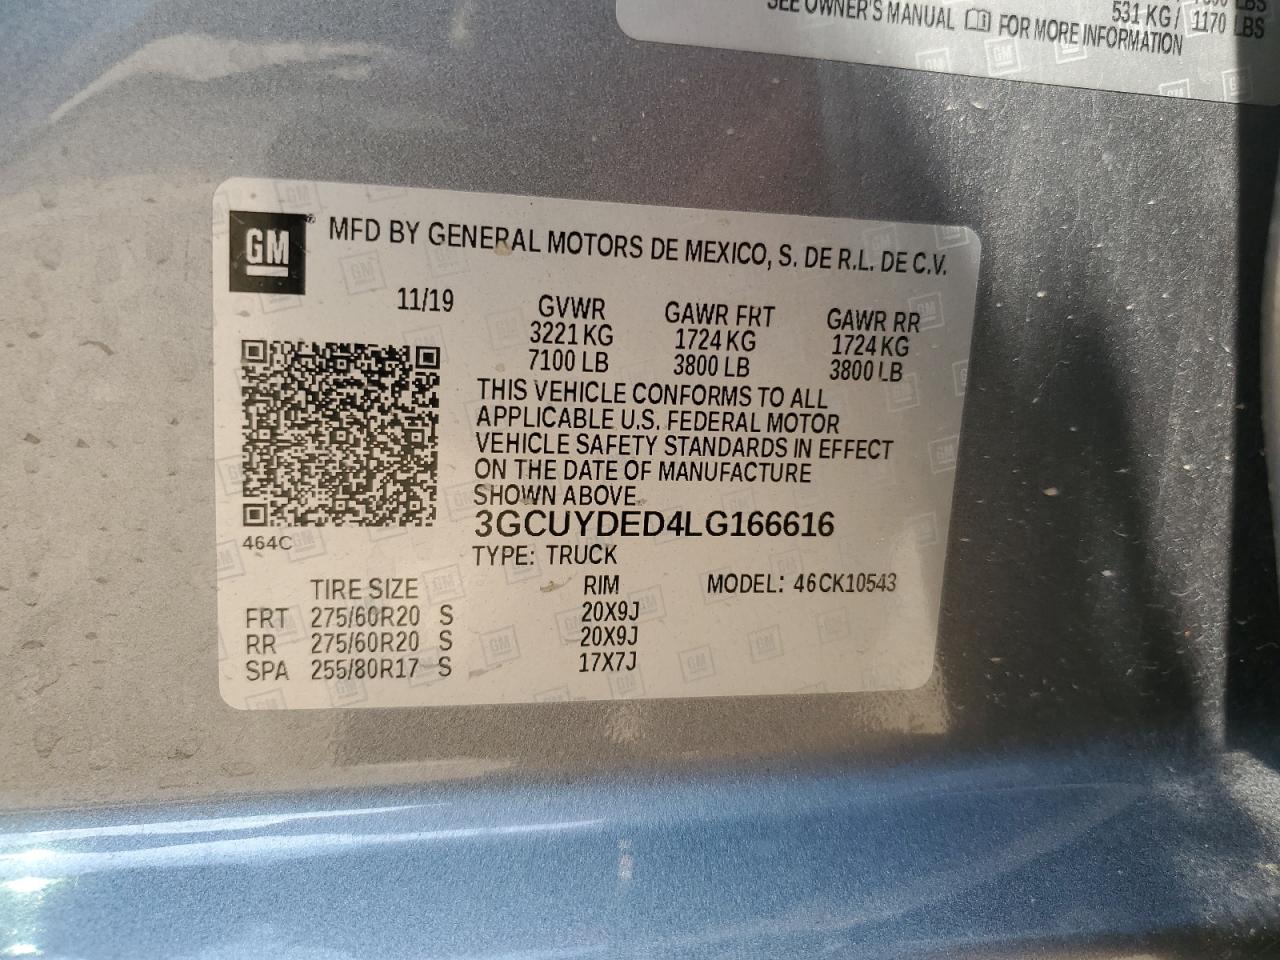 531 KG / 1170 LBS
SEE OWNER'S MANUAL FOR MORE INFORMATION
GM
MFD BY GENERAL MOTORS DE MEXICO, S. DE R.L. DE C.V.
11/19
GVWR GAWR FRT GAWR RR
3221 KG 1724 KG 1724 KG
7100 LB 3800 LB 3800 LB
THIS VEHICLE CONFORMS TO ALL
APPLICABLE U.S. FEDERAL MOTOR
VEHICLE SAFETY STANDARDS IN EFFECT
ON THE DATE OF MANUFACTURE
SHOWN ABOVE.
3GCUYDED4LG166616
464C
TYPE: TRUCK
TIRE SIZE RIM MODEL: 46CK10543
FRT 275/60R20 S 20X9J
RR 275/60R20 S 20X9J
SPA 255/80R17 S 17X7J